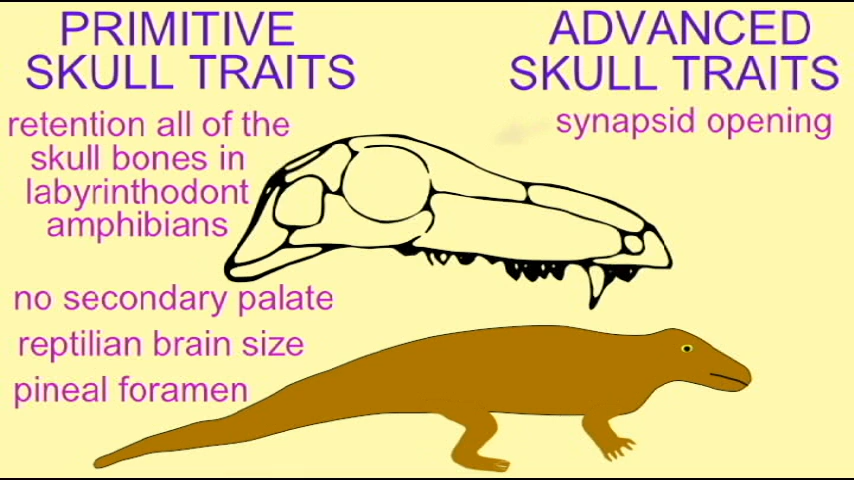 PRIMITIVE
SKULL TRAITS
retention all of the
skull bones in
labyrinthodont
amphibians
no secondary palate
reptilian brain size
pineal foramen
ADVANCED
SKULL TRAITS
synapsid opening